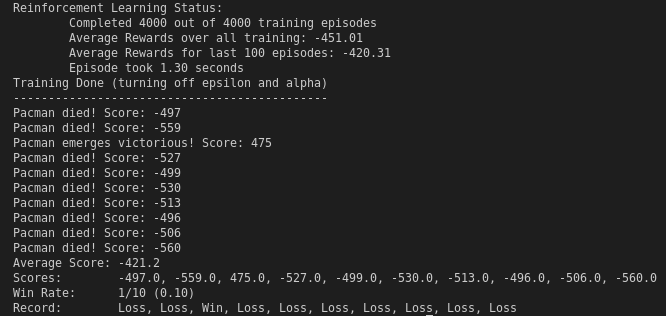 Reinforcement Learning Status:
Completed 4000 out of 4000 training episodes
Average Rewards over all training: -451.01
Average Rewards for last 100 episodes: -420.31
Episode took 1.30 seconds
Training Done (turning off epsilon and alpha)
---------------------------------------------
Pacman died! Score: -497
Pacman died! Score: -559
Pacman emerges victorious! Score: 475
Pacman died! Score: -527
Pacman died! Score: -499
Pacman died! Score: -530
Pacman died! Score: -513
Pacman died! Score: -496
Pacman died! Score: -506
Pacman died! Score: -560
Average Score: -421.2
Scores:        -497.0, -559.0, 475.0, -527.0, -499.0, -530.0, -513.0, -496.0, -506.0, -560.0
Win Rate:      1/10 (0.10)
Record:        Loss, Loss, Win, Loss, Loss, Loss, Loss, Loss, Loss, Loss